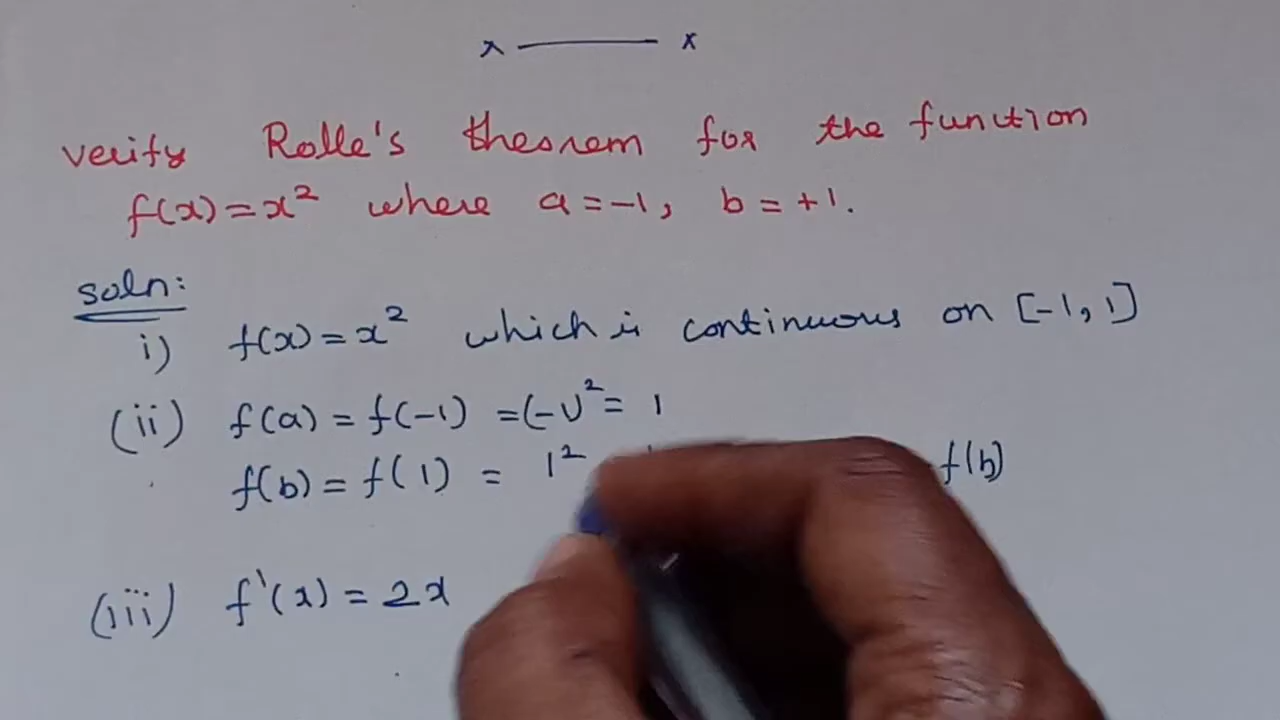 x ——— x
verify Rolle's theorem for the function
f(x)=x² where a=-1, b=+1.
soln:
i) f(x)=x² which is continuous on [-1,1]
(ii) f(a)=f(-1)=(-1)²=1
f(b)=f(1)=1² f(b)
(iii) f'(x)=2x